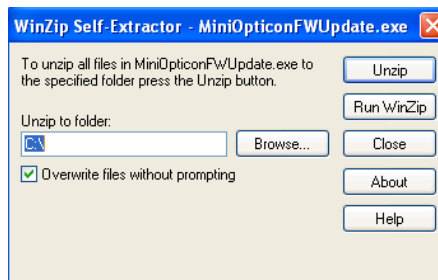 WinZip Self-Extractor - MiniOpticonFWUpdate.exe
To unzip all files in MiniOpticonFWUpdate.exe to
the specified folder press the Unzip button.
Unzip to folder:
C:\
Browse...
Overwrite files without prompting
Unzip
Run WinZip
Close
About
Help